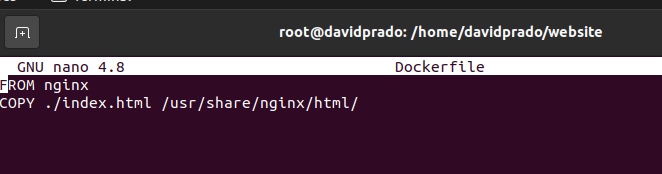 root@davidprado: /home/davidprado/website
GNU nano 4.8 Dockerfile
FROM nginx
COPY ./index.html /usr/share/nginx/html/